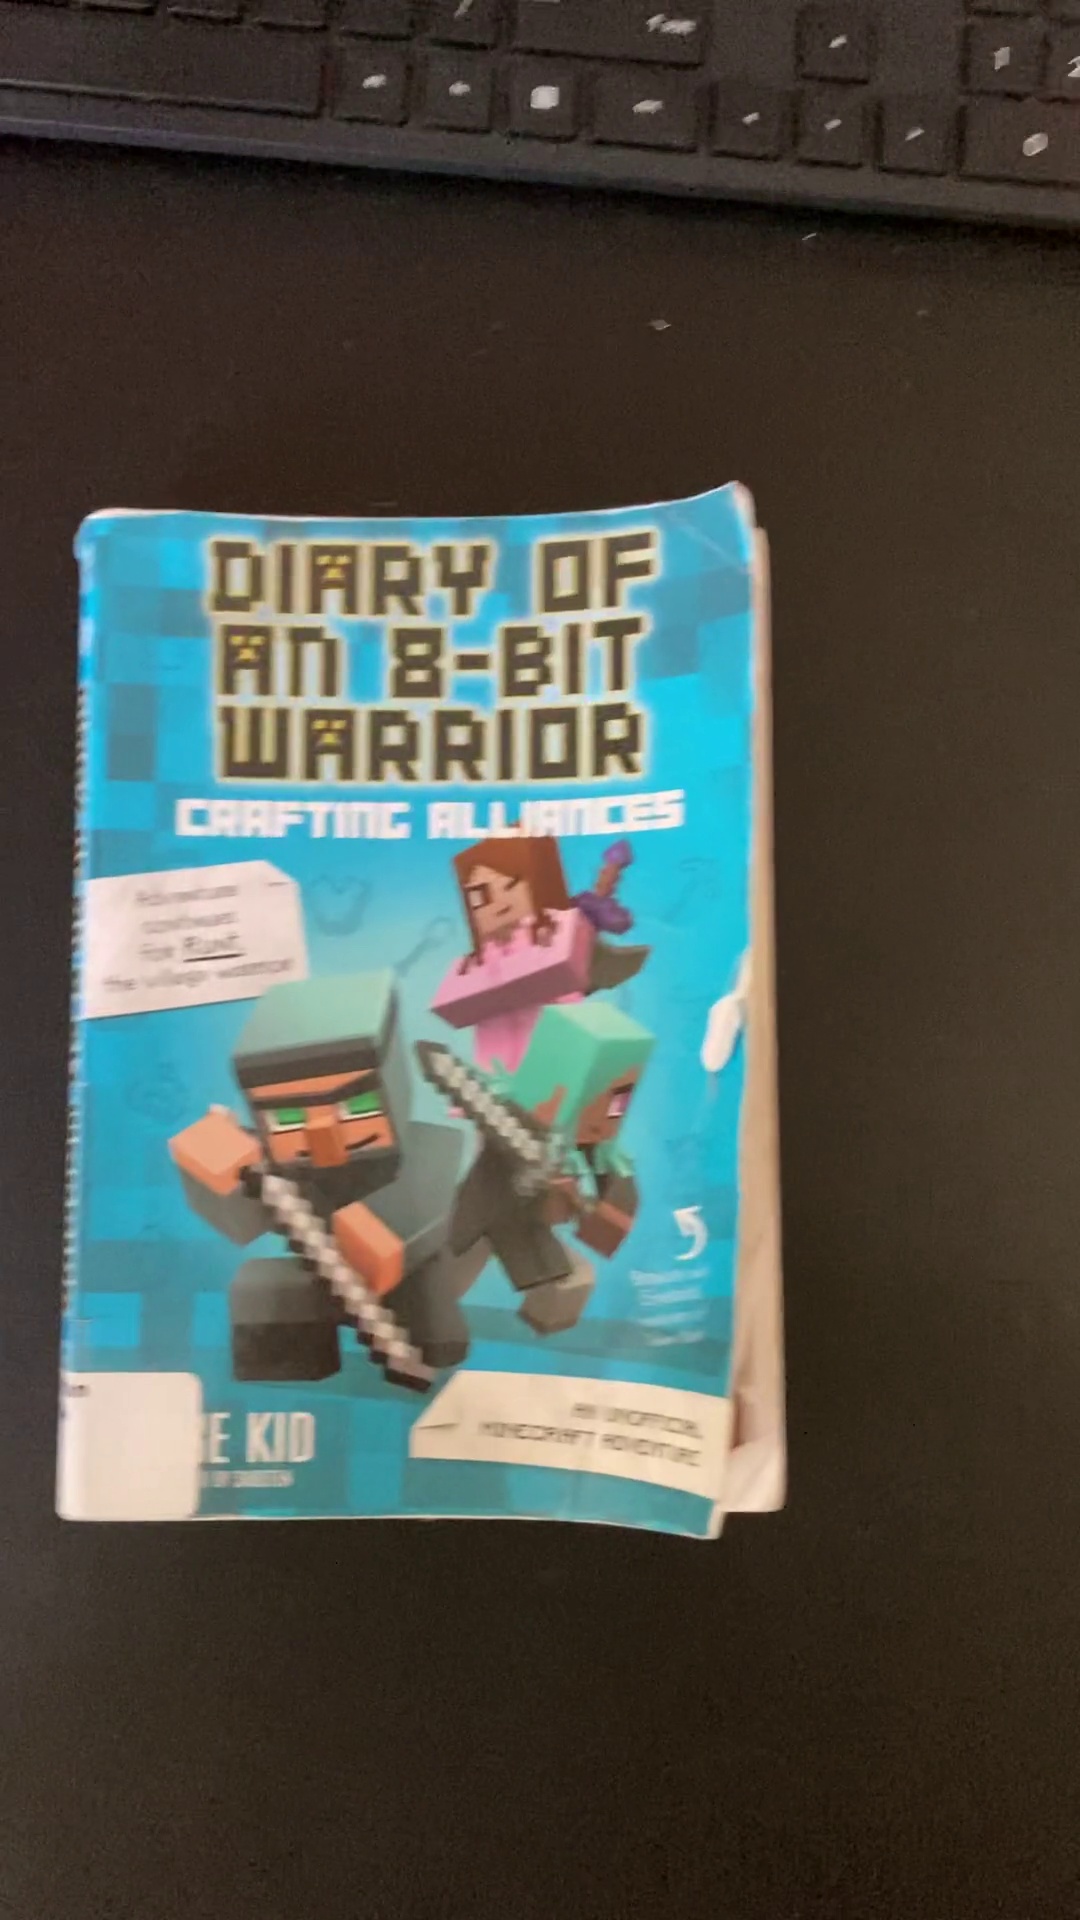 DIARY OF
AN 8-BIT
WARRIOR
CRAFTING ALLIANCES
Adventure
continues
for Runt,
the village warrior!
E KID
AN UNOFFICIAL
MINECRAFT ADVENTURE